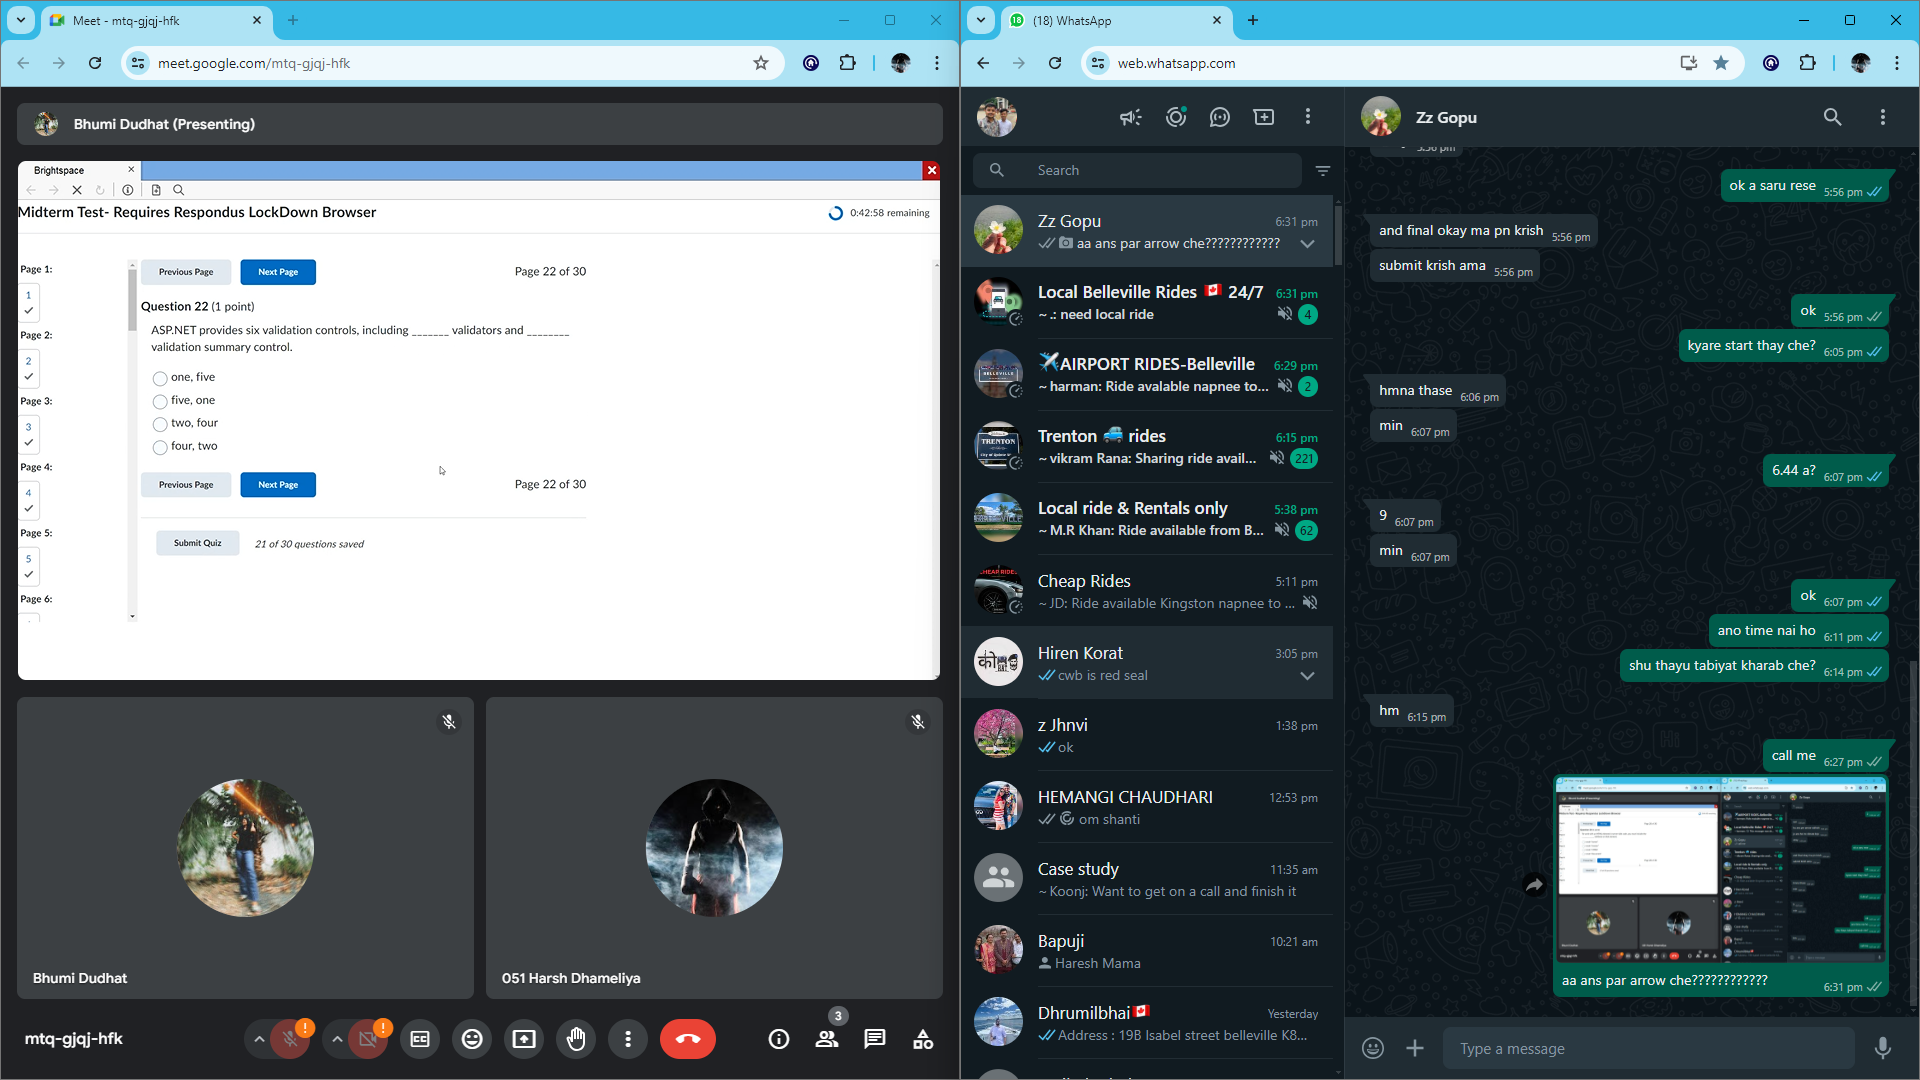 Meet - mtq-gjqj-hfk
meet.google.com/mtq-gjqj-hfk
Bhumi Dudhat (Presenting)
Brightspace
Midterm Test- Requires Respondus LockDown Browser
0:42:58 remaining
Page 1:
1
Page 2:
2
Page 3:
3
Page 4:
4
Page 5:
5
Page 6:
Previous Page
Next Page
Page 22 of 30
Question 22 (1 point)
ASP.NET provides six validation controls, including _______ validators and ________
validation summary control.
one, five
five, one
two, four
four, two
Previous Page
Next Page
Page 22 of 30
Submit Quiz
21 of 30 questions saved
Bhumi Dudhat
051 Harsh Dhameliya
mtq-gjqj-hfk
3
(18) WhatsApp
web.whatsapp.com
Search
Zz Gopu
6:31 pm
aa ans par arrow che????????????
Local Belleville Rides 🇨🇦 24/7
6:31 pm
~ .: need local ride
4
✈️AIRPORT RIDES-Belleville
6:29 pm
~ harman: Ride avalable napnee to...
2
Trenton 🚙 rides
6:15 pm
~ vikram Rana: Sharing ride avail...
221
Local ride & Rentals only
5:38 pm
~ M.R Khan: Ride available from B...
62
Cheap Rides
5:11 pm
~ JD: Ride available Kingston napnee to ...
Hiren Korat
3:05 pm
cwb is red seal
z Jhnvi
1:38 pm
ok
HEMANGI CHAUDHARI
12:53 pm
om shanti
Case study
11:35 am
~ Koonj: Want to get on a call and finish it
Bapuji
10:21 am
Haresh Mama
Dhrumilbhai🇨🇦
Yesterday
Address : 19B Isabel street belleville K8...
Zz Gopu
ok a saru rese 5:56 pm
and final okay ma pn krish 5:56 pm
submit krish ama 5:56 pm
ok 5:56 pm
kyare start thay che? 6:05 pm
hmna thase 6:06 pm
min 6:07 pm
6.44 a? 6:07 pm
9 6:07 pm
min 6:07 pm
ok 6:07 pm
ano time nai ho 6:11 pm
shu thayu tabiyat kharab che? 6:14 pm
hm 6:15 pm
call me 6:27 pm
aa ans par arrow che????????????
6:31 pm
Type a message